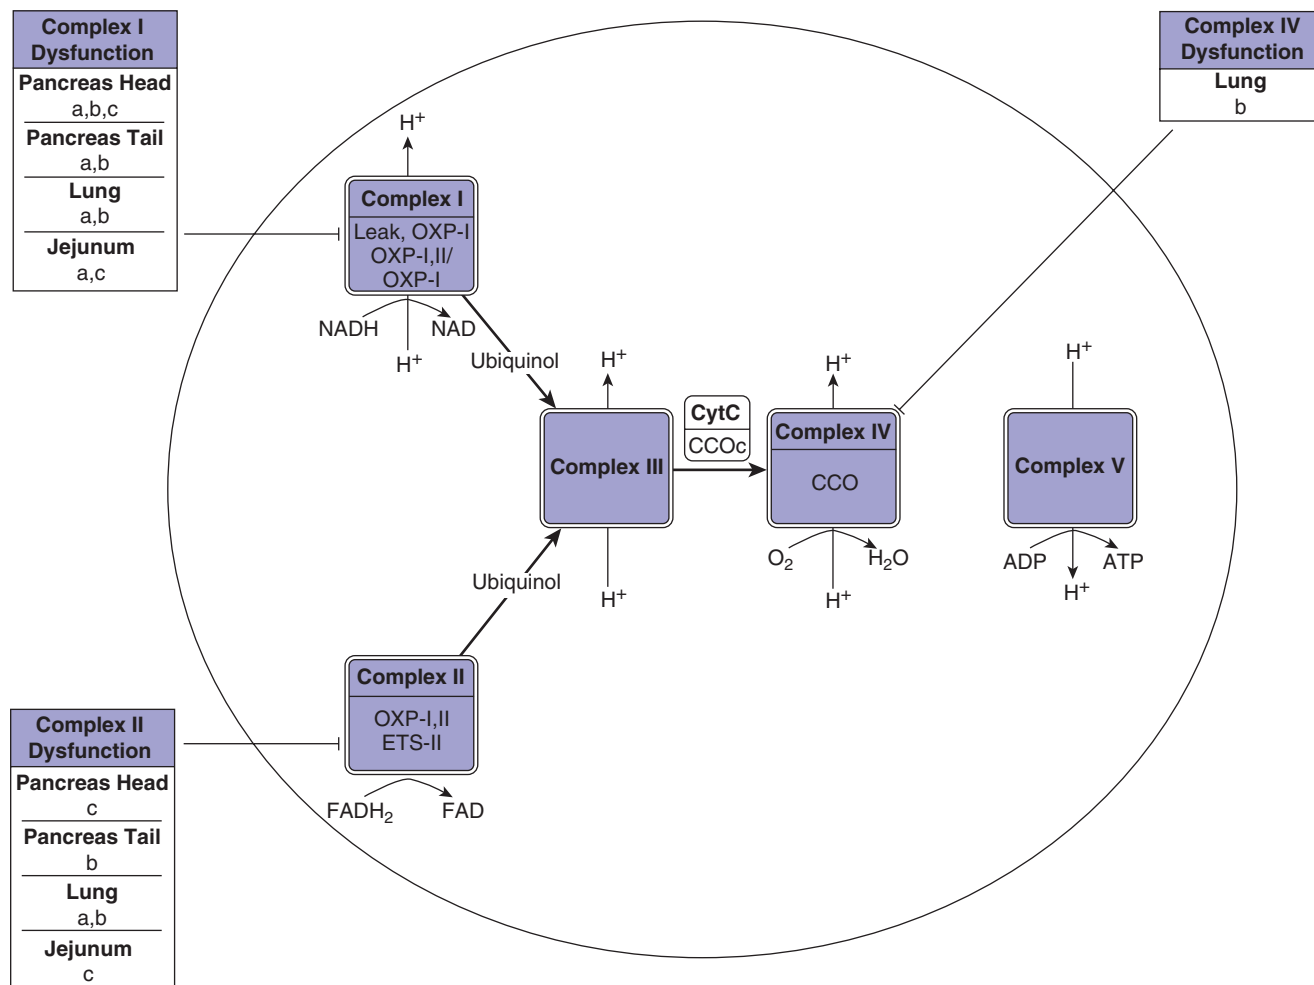 Complex I
Dysfunction
Pancreas Head
a,b,c
Pancreas Tail
a,b
Lung
a,b
Jejunum
a,c
Complex IV
Dysfunction
Lung
b
H+
Complex I
Leak, OXP-I
OXP-I,II/
OXP-I
NADH
NAD
H+
Ubiquinol
H+
Complex III
H+
CytC
CCOc
H+
Complex IV
CCO
O2
H2O
H+
H+
Complex V
ADP
ATP
H+
Ubiquinol
Complex II
OXP-I,II
ETS-II
FADH2
FAD
Complex II
Dysfunction
Pancreas Head
c
Pancreas Tail
b
Lung
a,b
Jejunum
c